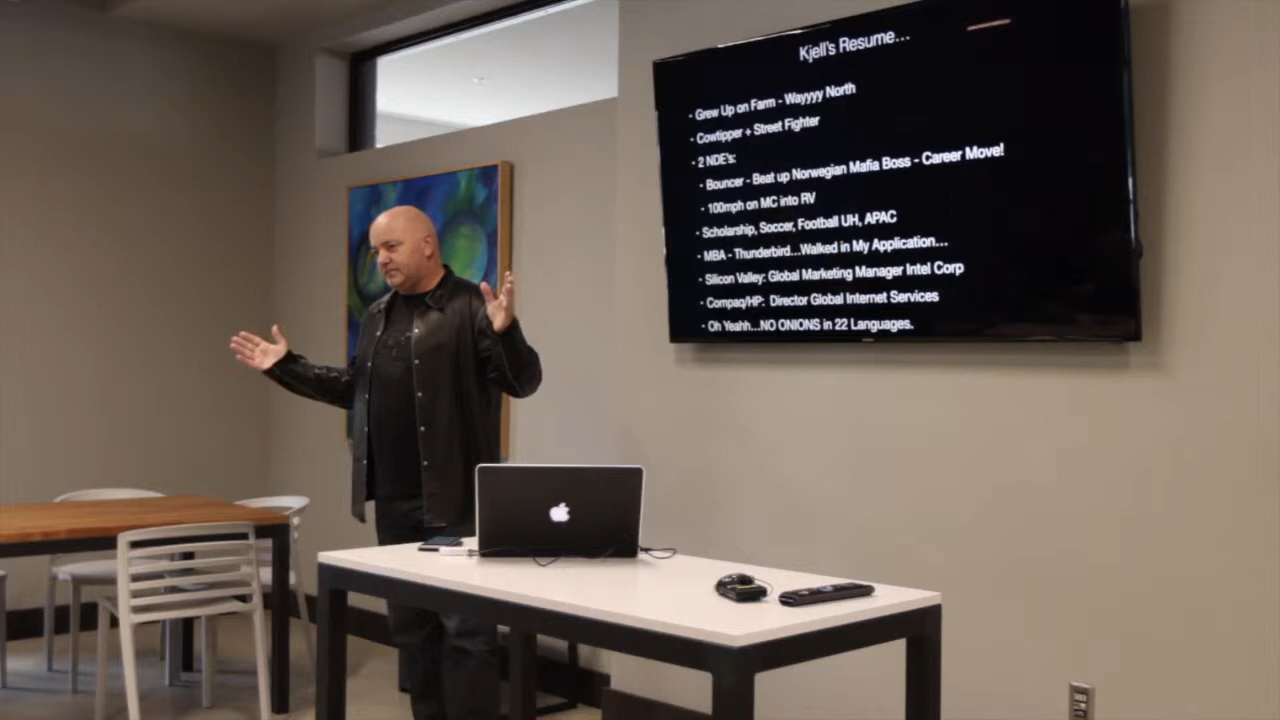 Kjell's Resume...
• Grew Up on Farm - Wayyyy North
• Cowtipper + Street Fighter
• 2 NDE's:
• Bouncer - Beat up Norwegian Mafia Boss - Career Move!
• 100mph on MC into RV
• Scholarship, Soccer, Football UH, APAC
• MBA - Thunderbird...Walked in My Application...
• Silicon Valley: Global Marketing Manager Intel Corp
• Compaq/HP: Director Global Internet Services
• Oh Yeahh...NO ONIONS in 22 Languages.